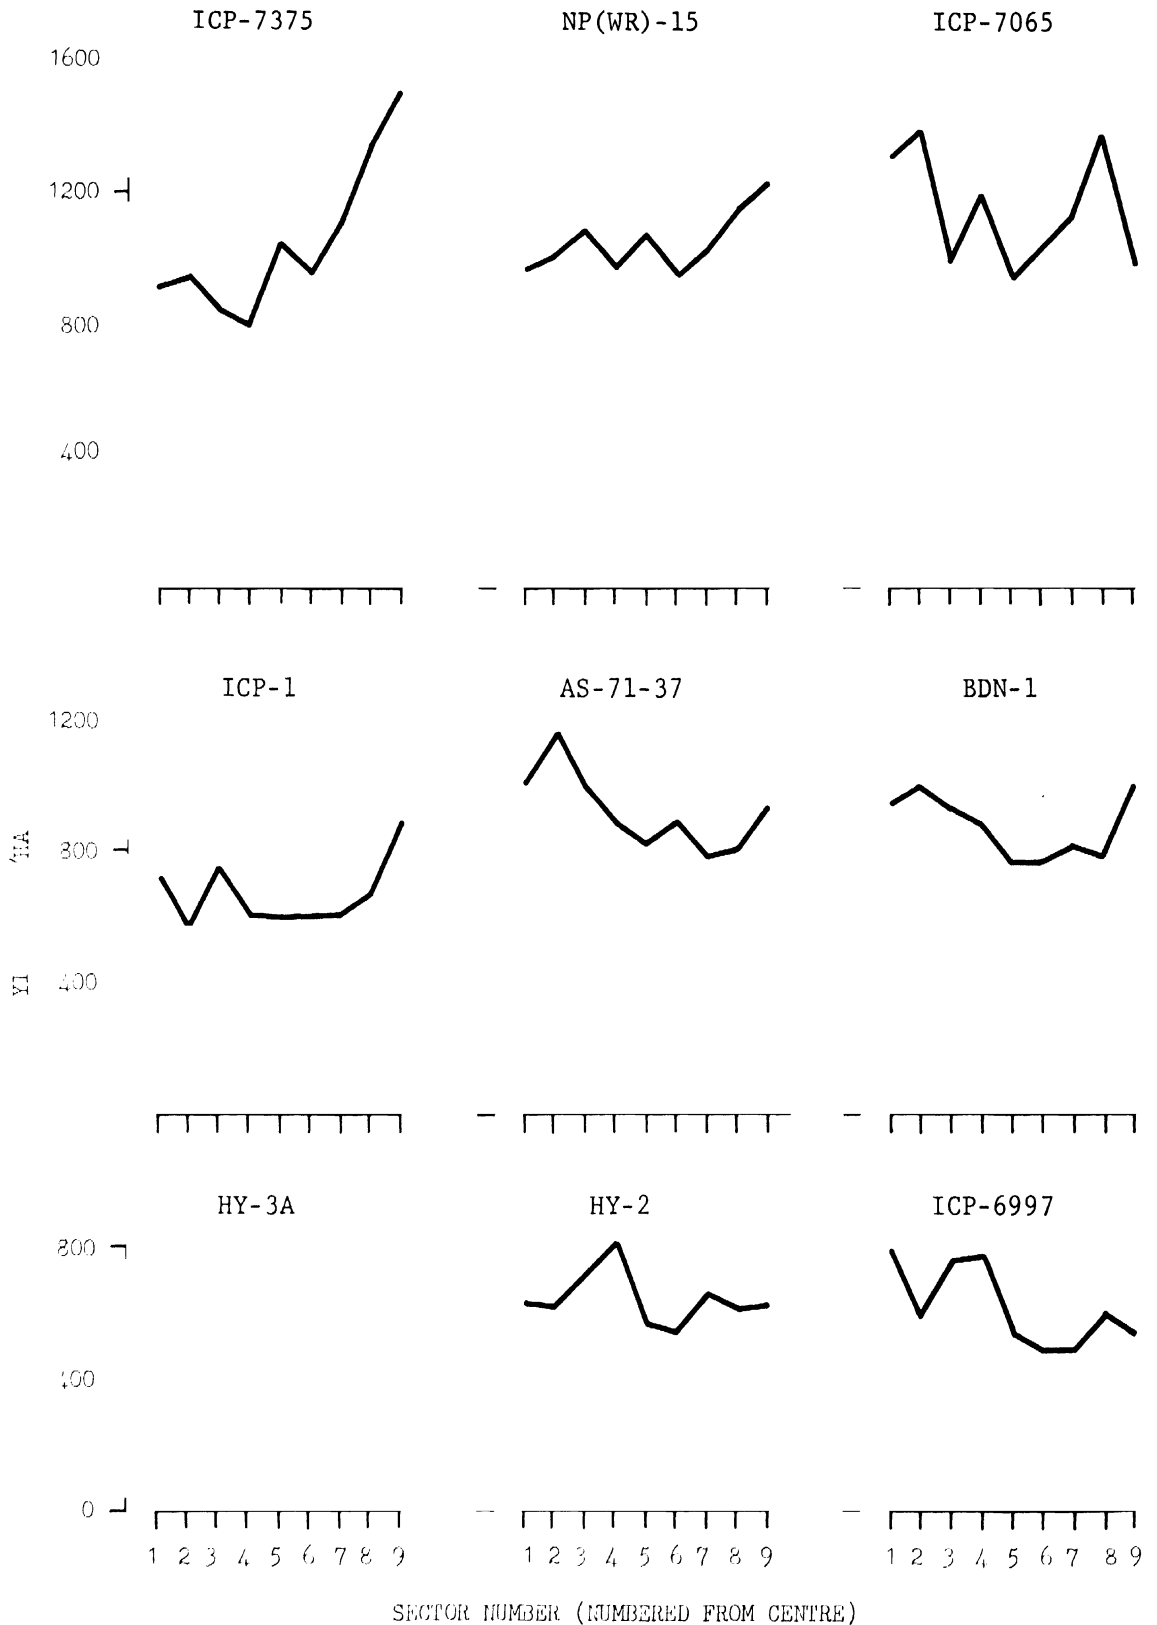 ICP-7375 NP(WR)-15 ICP-7065
1600
1200
800
400
ICP-1 AS-71-37 BDN-1
1200
800
400
HY-3A HY-2 ICP-6997
800
400
0
1 2 3 4 5 6 7 8 9 1 2 3 4 5 6 7 8 9 1 2 3 4 5 6 7 8 9
SECTOR NUMBER (NUMBERED FROM CENTRE)